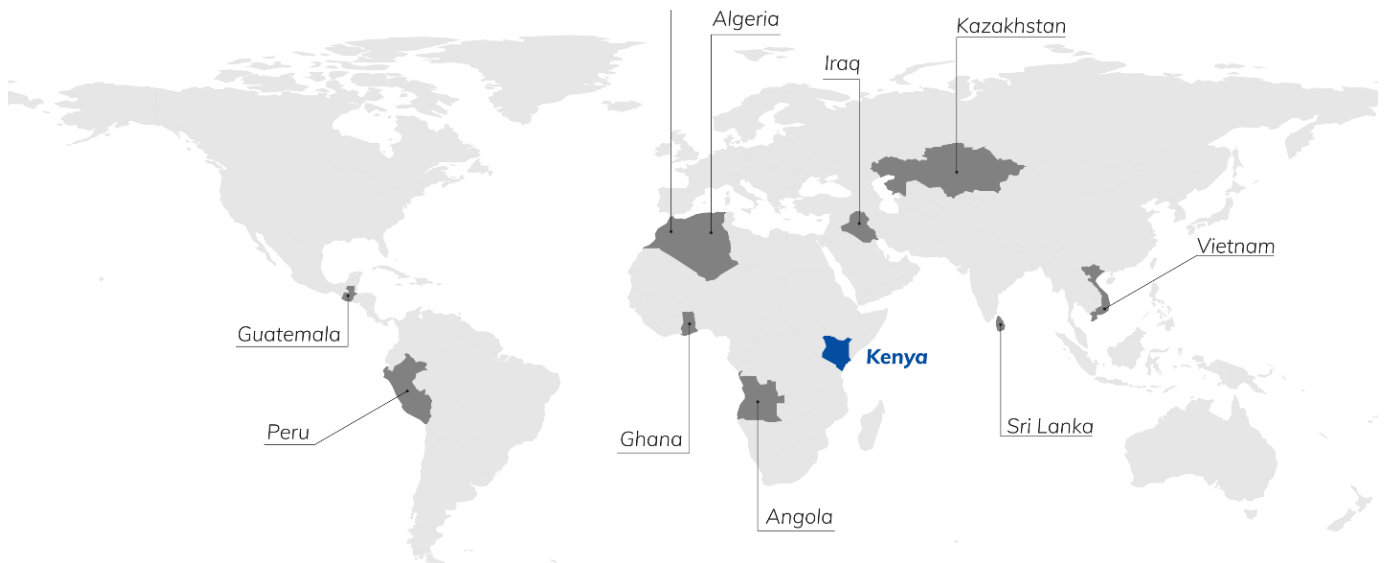 Algeria
Kazakhstan
Iraq
Vietnam
Guatemala
Kenya
Peru
Ghana
Sri Lanka
Angola